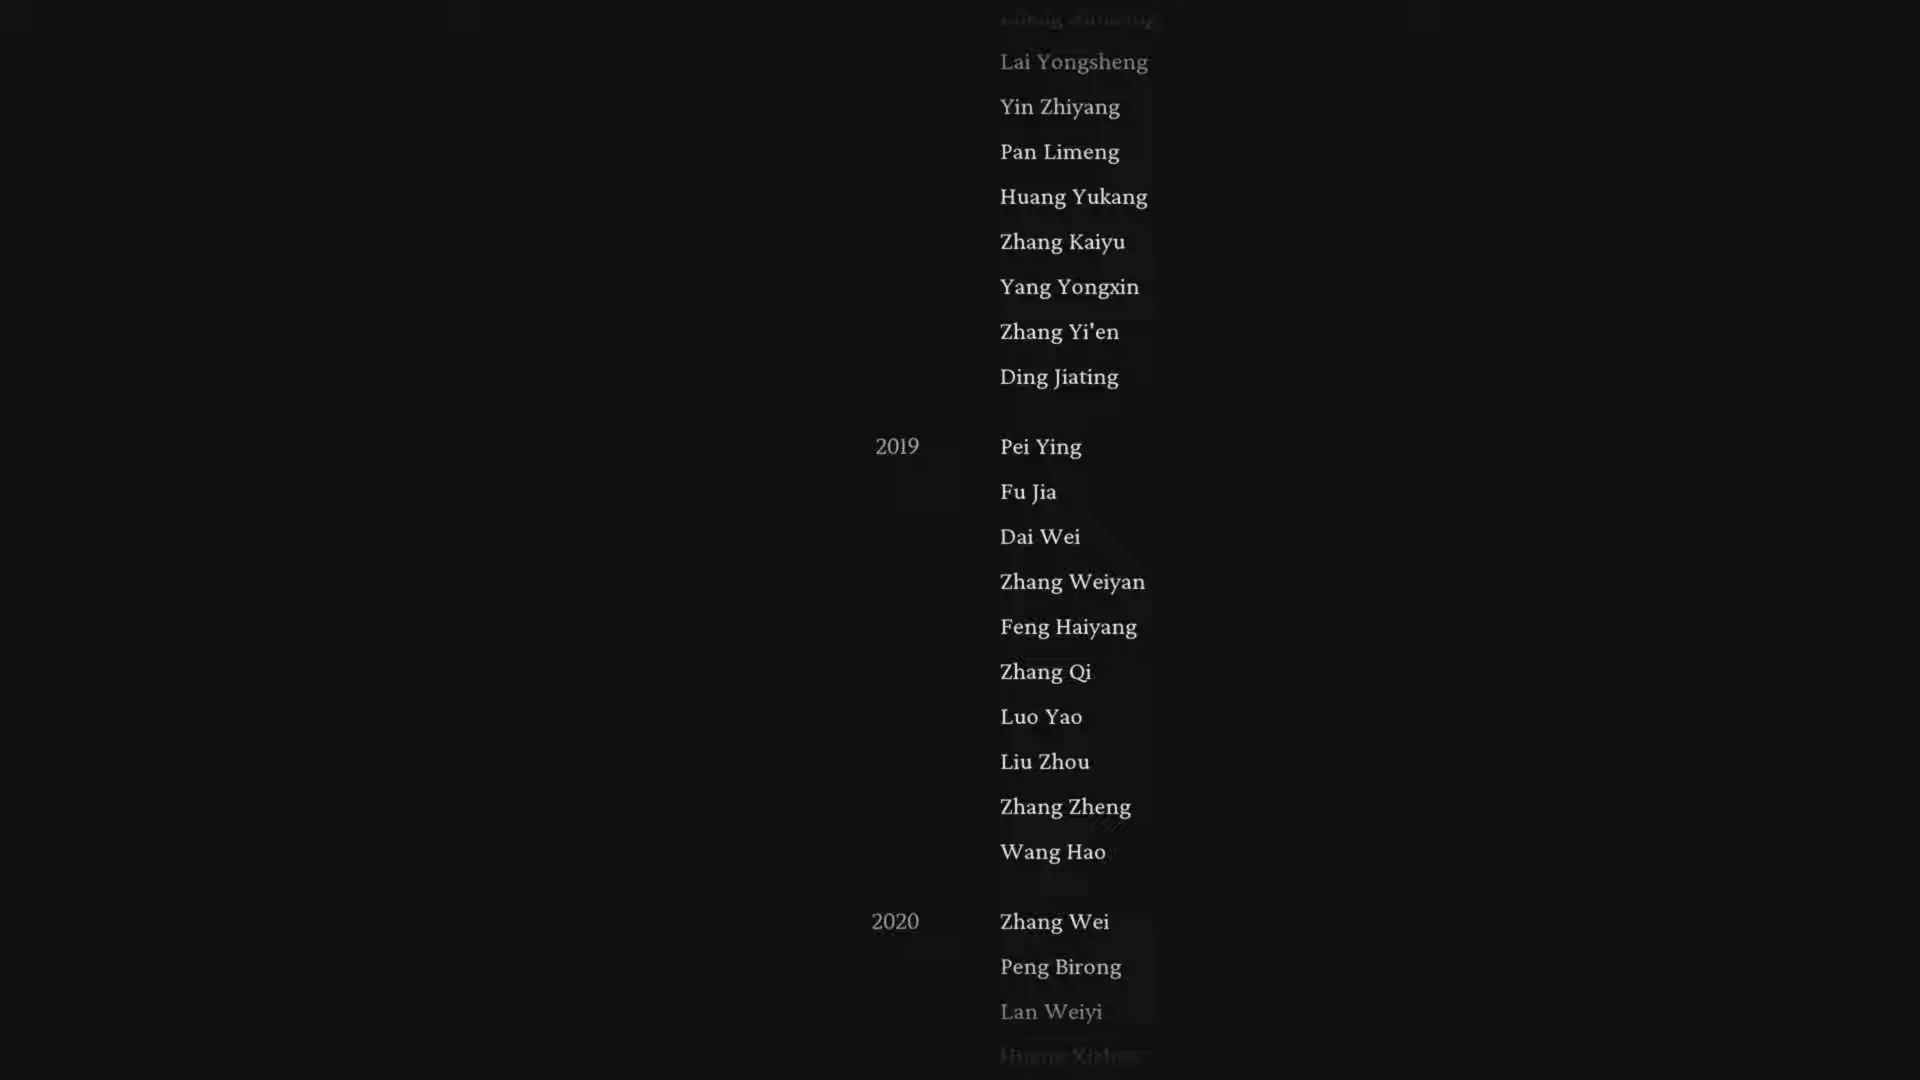 Lai Yongsheng
Yin Zhiyang
Pan Limeng
Huang Yukang
Zhang Kaiyu
Yang Yongxin
Zhang Yi'en
Ding Jiating
2019 Pei Ying
Fu Jia
Dai Wei
Zhang Weiyan
Feng Haiyang
Zhang Qi
Luo Yao
Liu Zhou
Zhang Zheng
Wang Hao
2020 Zhang Wei
Peng Birong
Lan Weiyi